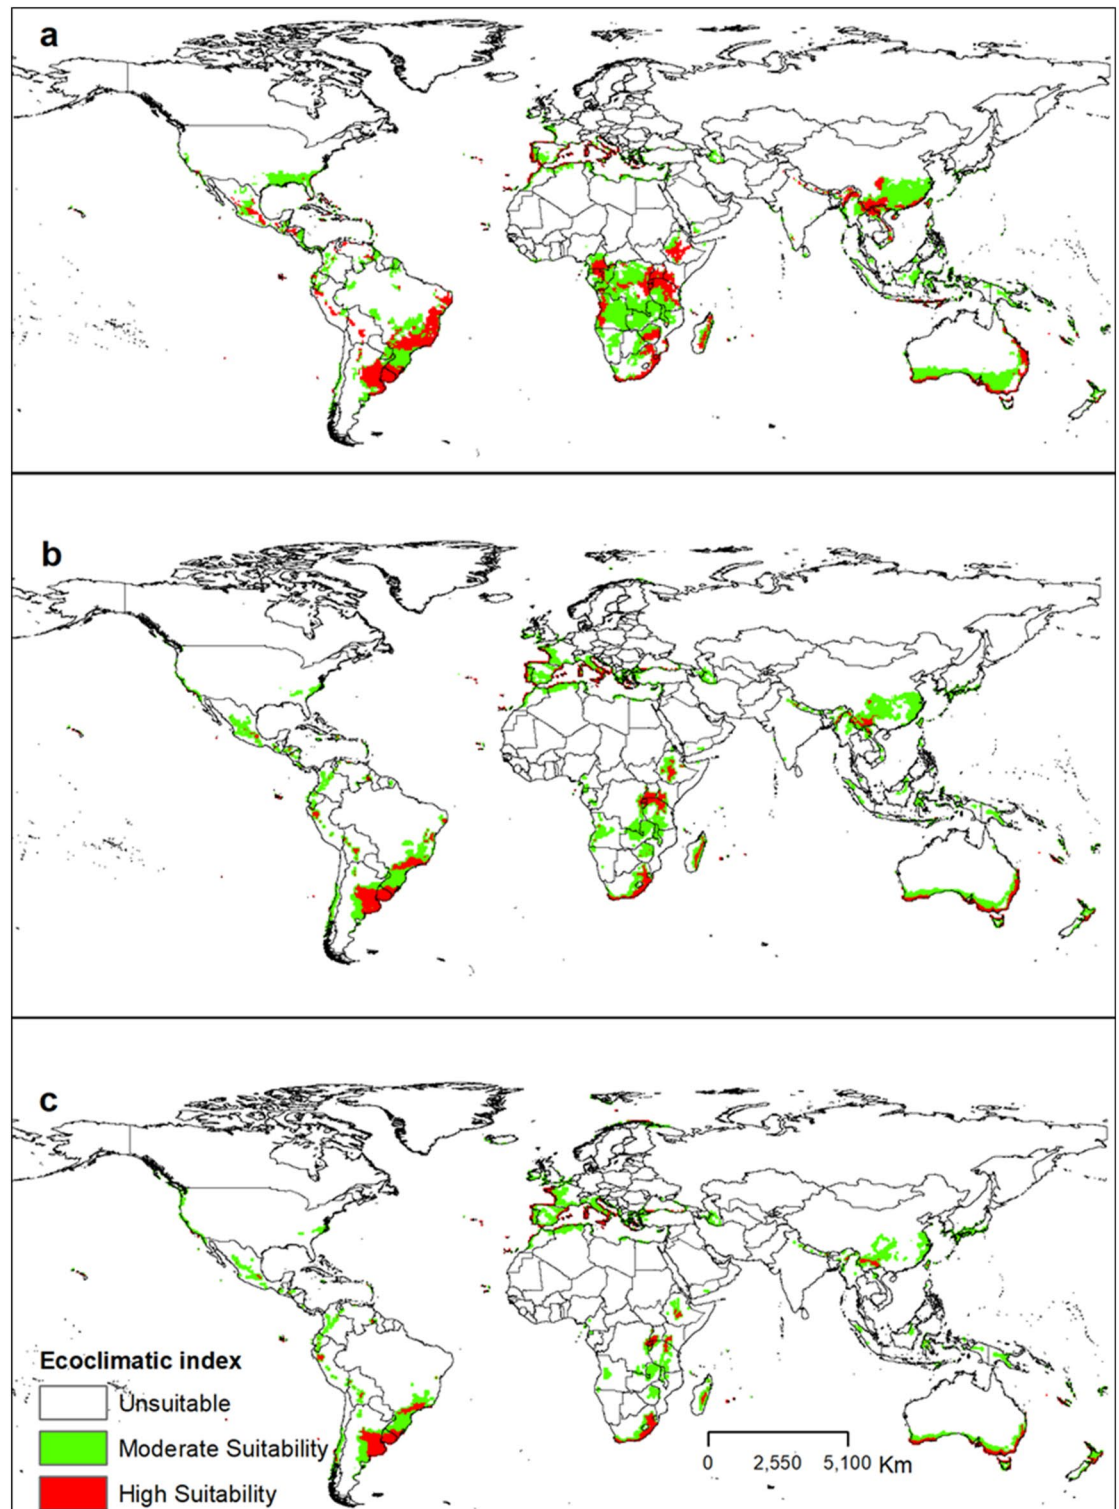 a
b
c
Ecoclimatic index
Unsuitable
Moderate Suitability
High Suitability
0 2,550 5,100 Km